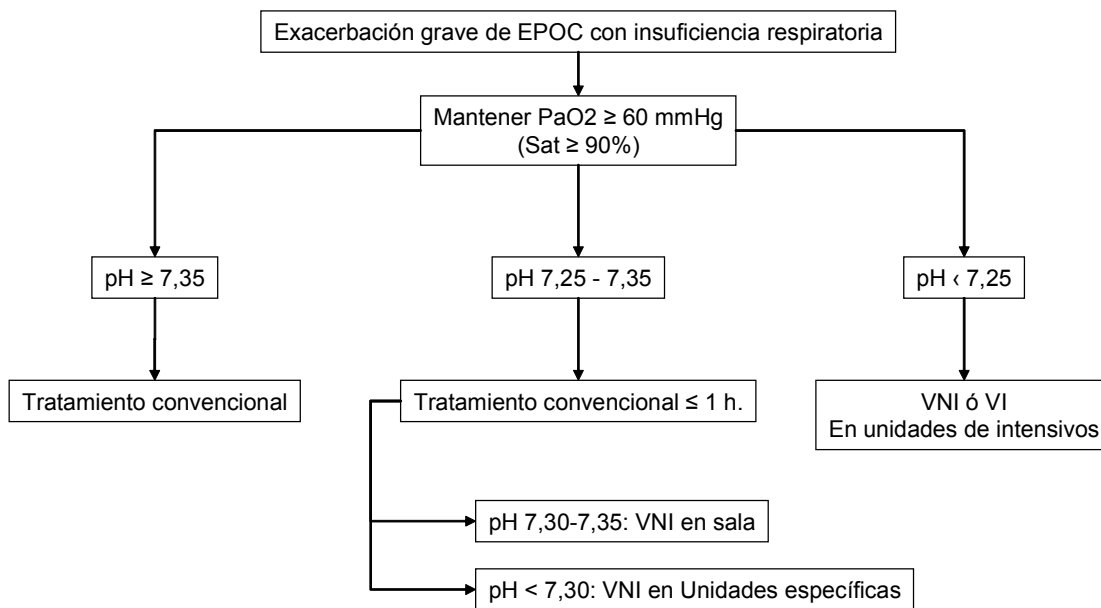 Exacerbación grave de EPOC con insuficiencia respiratoria
Mantener PaO2 ≥ 60 mmHg
(Sat ≥ 90%)
pH ≥ 7,35
pH 7,25 - 7,35
pH ‹ 7,25
Tratamiento convencional
Tratamiento convencional ≤ 1 h.
VNI ó VI
En unidades de intensivos
pH 7,30-7,35: VNI en sala
pH < 7,30: VNI en Unidades específicas